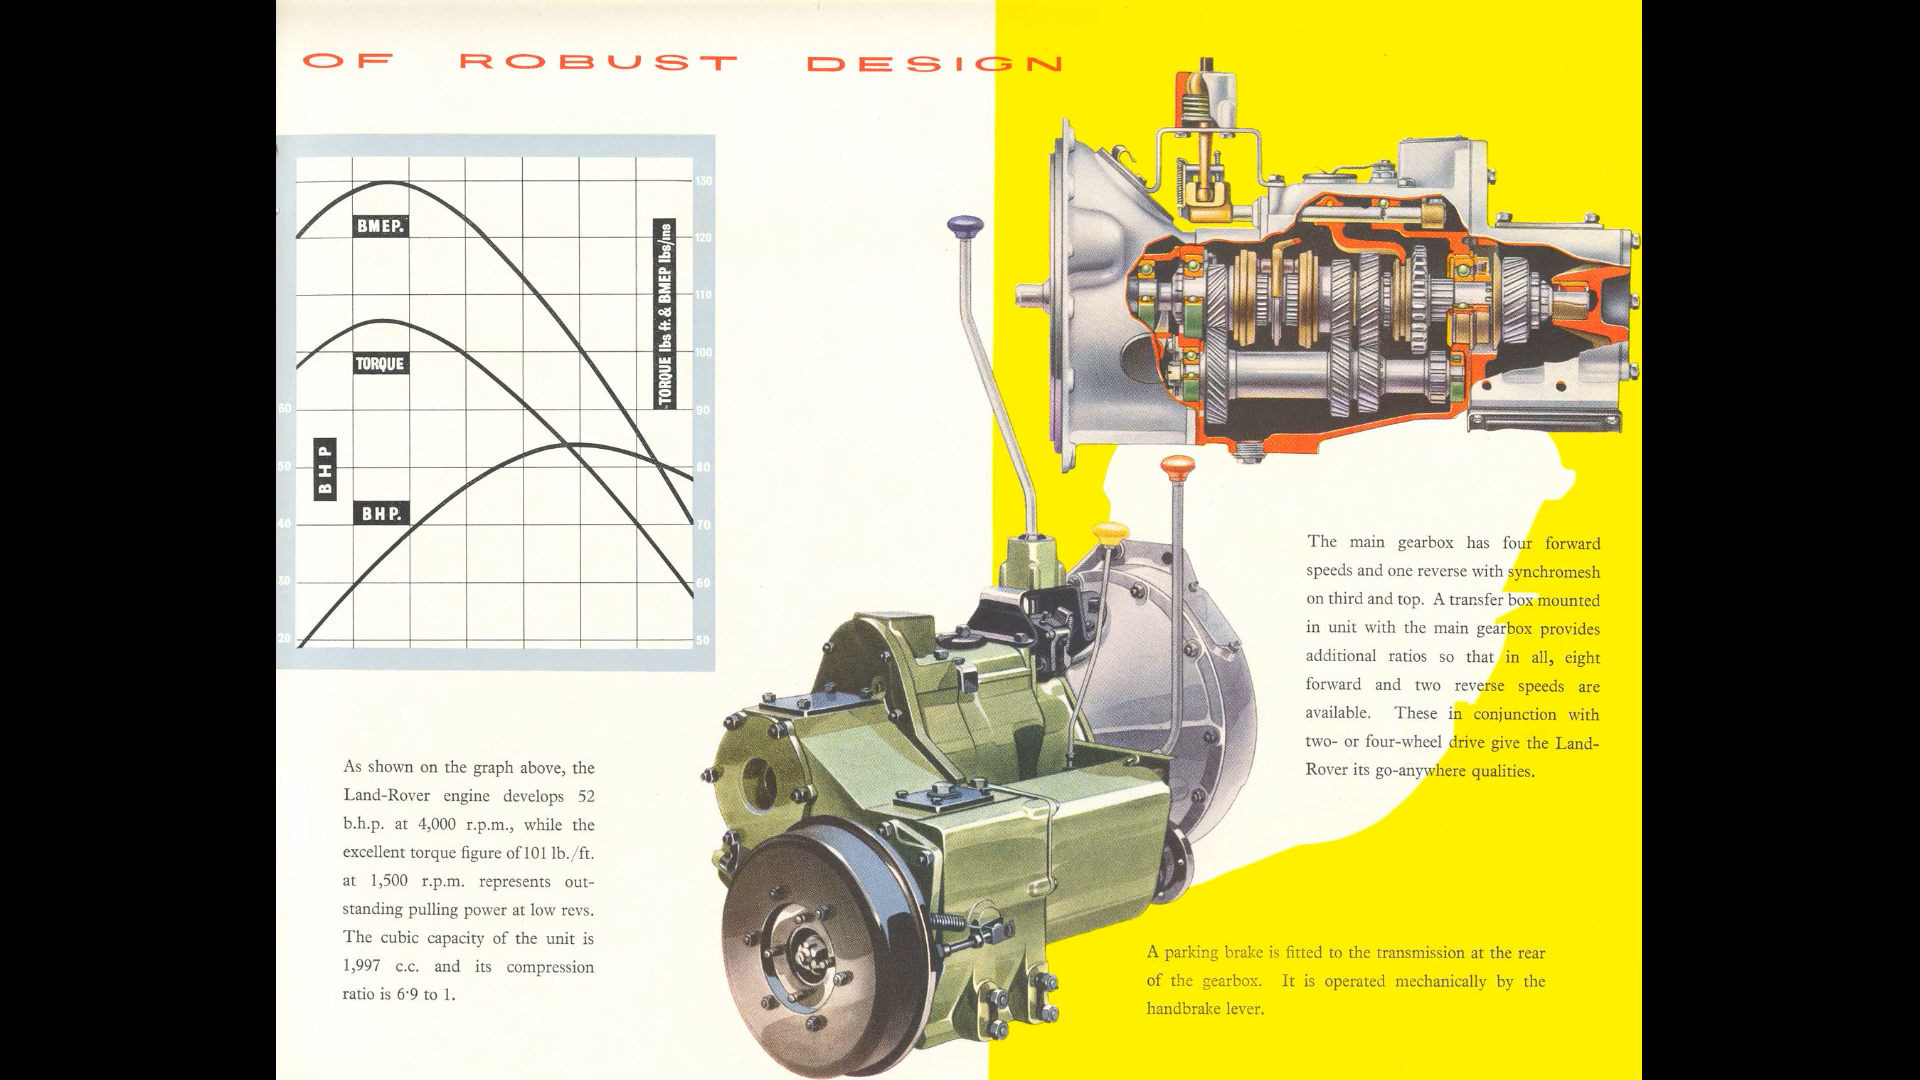 OF ROBUST DESIGN
130
BMEP.
120
TORQUE lbs ft. & BMEP lbs/ins
110
100
TORQUE
60
90
BHP
50
80
BHP.
40
70
30
60
20
50
As shown on the graph above, the
Land-Rover engine develops 52
b.h.p. at 4,000 r.p.m., while the
excellent torque figure of 101 lb./ft.
at 1,500 r.p.m. represents out-
standing pulling power at low revs.
The cubic capacity of the unit is
1,997 c.c. and its compression
ratio is 6·9 to 1.
The main gearbox has four forward
speeds and one reverse with synchromesh
on third and top. A transfer box mounted
in unit with the main gearbox provides
additional ratios so that in all, eight
forward and two reverse speeds are
available. These in conjunction with
two- or four-wheel drive give the Land-
Rover its go-anywhere qualities.
A parking brake is fitted to the transmission at the rear
of the gearbox. It is operated mechanically by the
handbrake lever.